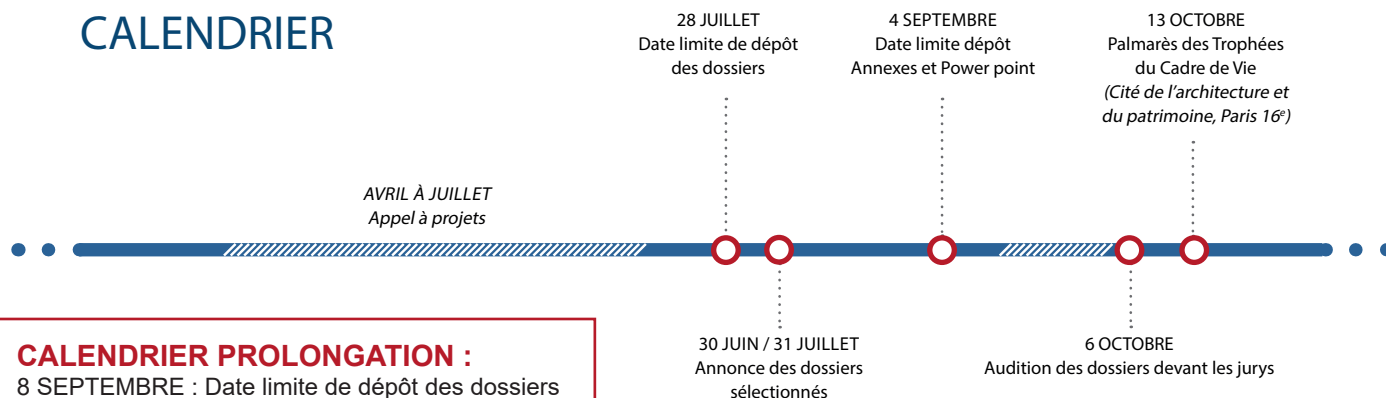 CALENDRIER
28 JUILLET
Date limite de dépôt
des dossiers
4 SEPTEMBRE
Date limite dépôt
Annexes et Power point
13 OCTOBRE
Palmarès des Trophées
du Cadre de Vie
(Cité de l'architecture et
du patrimoine, Paris 16e)
AVRIL À JUILLET
Appel à projets
30 JUIN / 31 JUILLET
Annonce des dossiers
sélectionnés
6 OCTOBRE
Audition des dossiers devant les jurys
CALENDRIER PROLONGATION :
8 SEPTEMBRE : Date limite de dépôt des dossiers